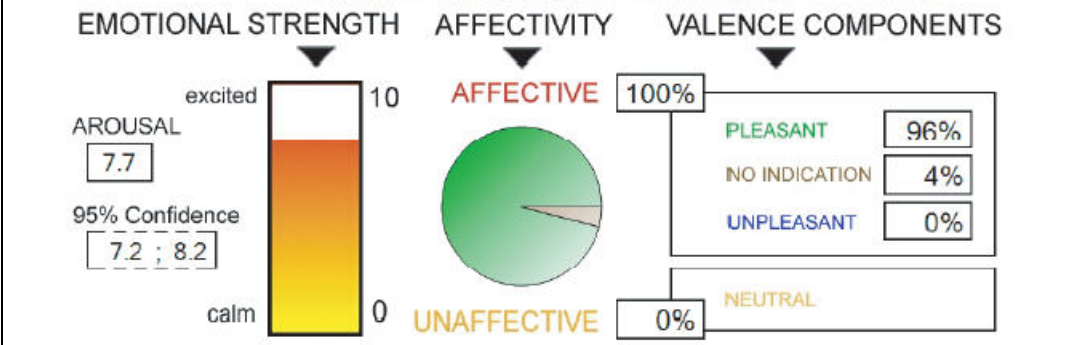 EMOTIONAL STRENGTH AFFECTIVITY VALENCE COMPONENTS
excited 10 AFFECTIVE 100%
AROUSAL
7.7
PLEASANT 96%
NO INDICATION 4%
95% Confidence
7.2 ; 8.2
UNPLEASANT 0%
NEUTRAL
calm 0 UNAFFECTIVE 0%